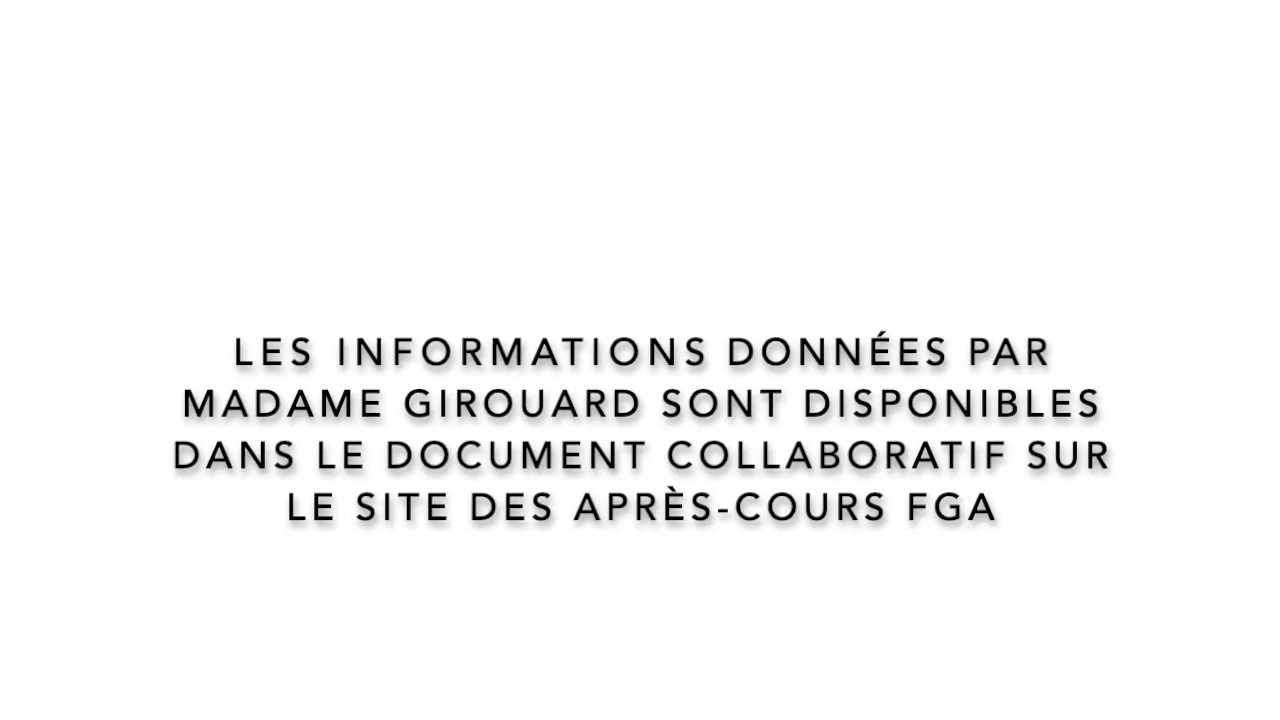 LES INFORMATIONS DONNÉES PAR
MADAME GIROUARD SONT DISPONIBLES
DANS LE DOCUMENT COLLABORATIF SUR
LE SITE DES APRÈS-COURS FGA